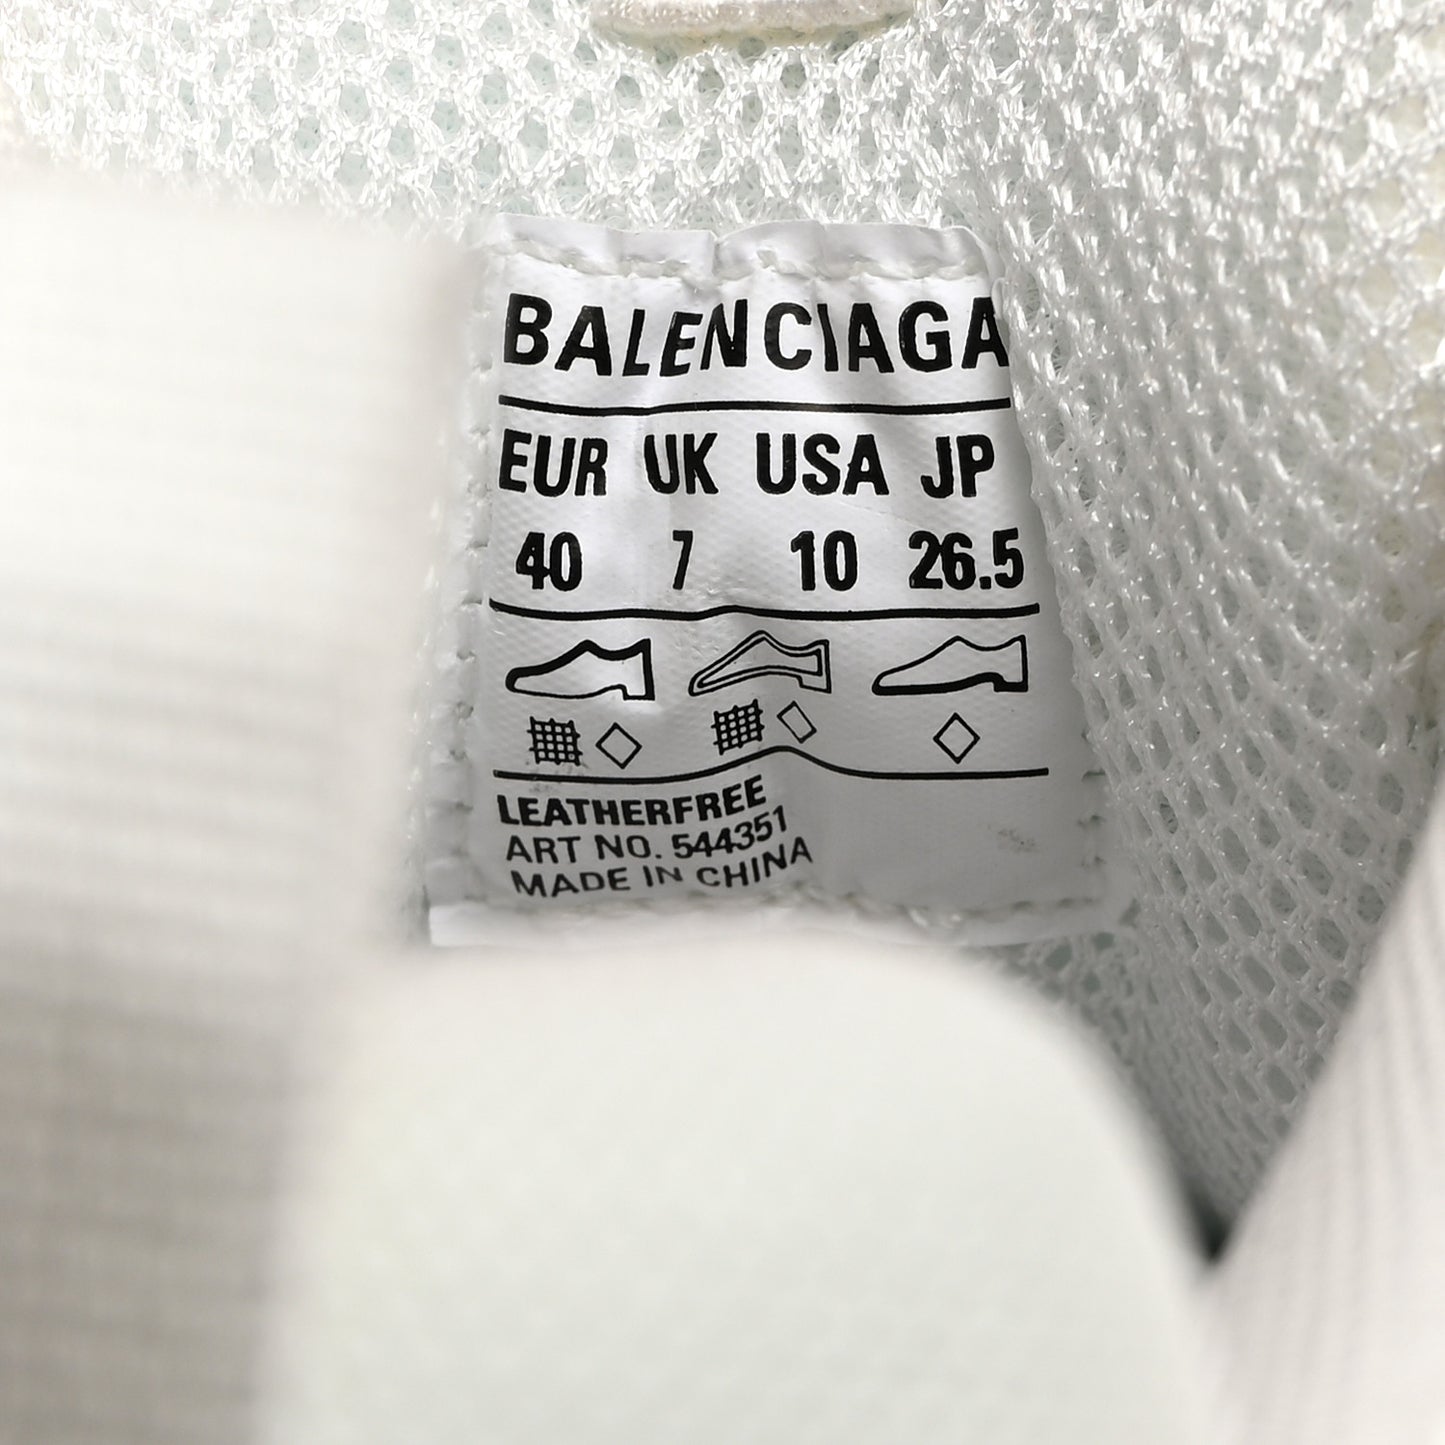 BALENCIAGA
EUR UK USA JP
40 7 10 26.5
LEATHERFREE
ART NO. 544351
MADE IN CHINA